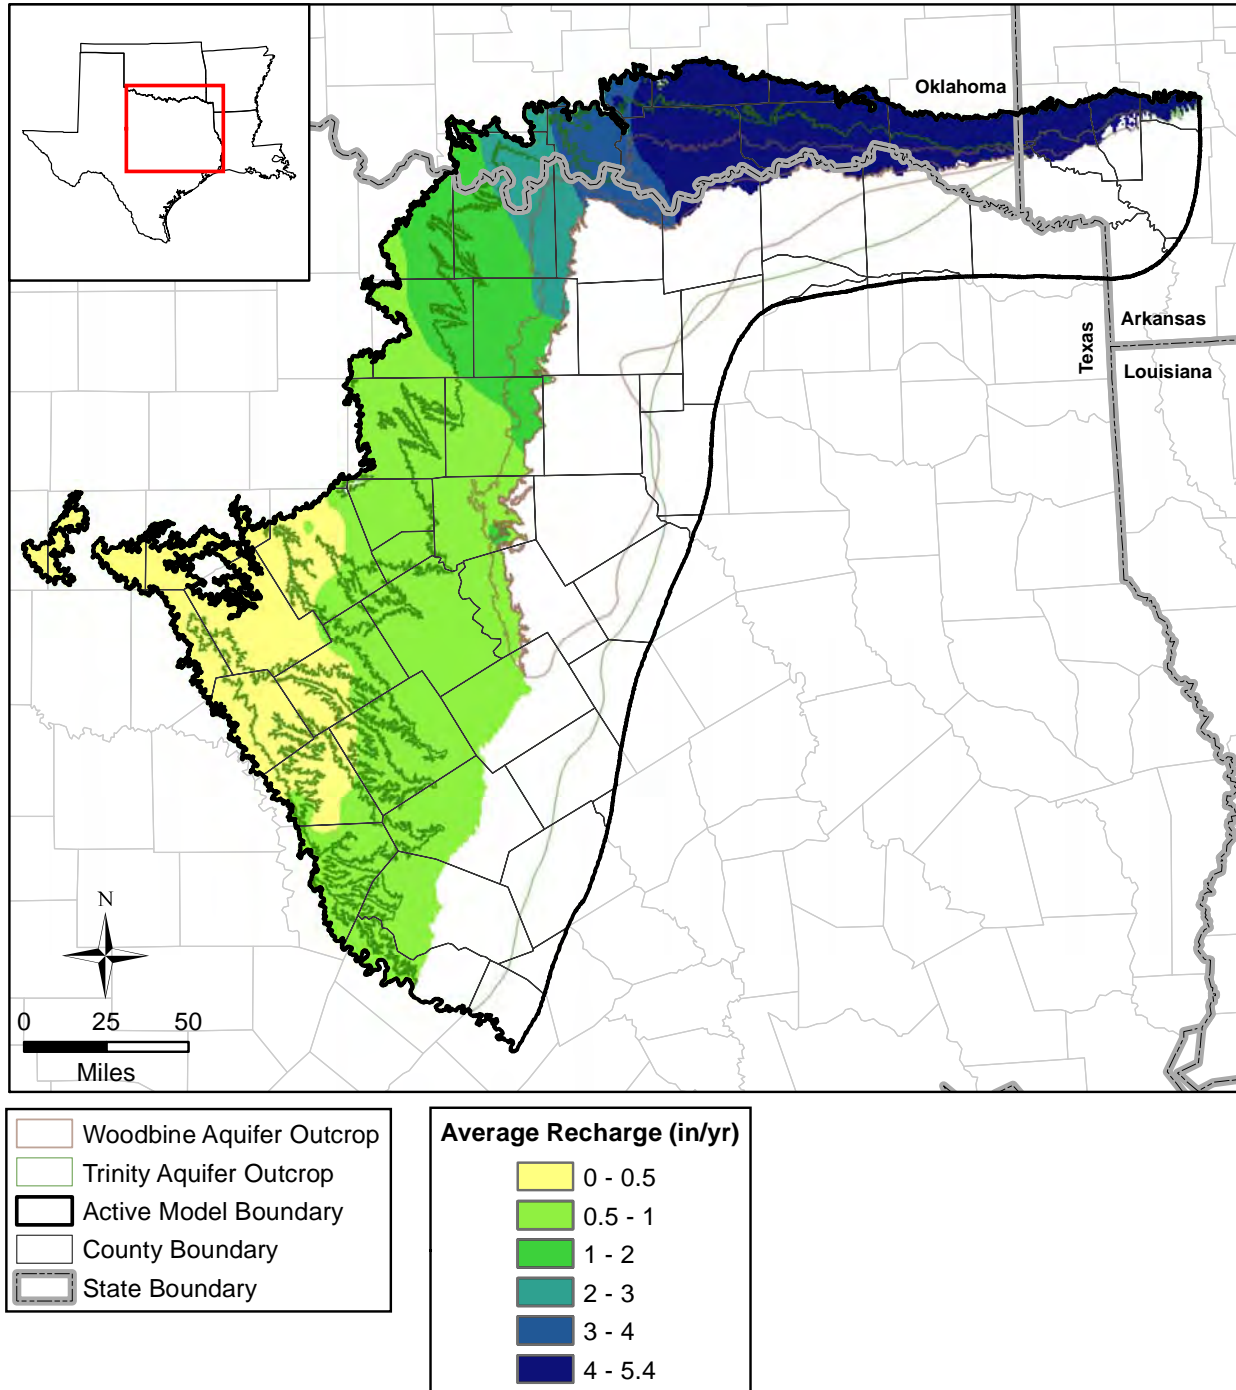 Oklahoma
Arkansas
Texas
Louisiana
N
0 25 50
Miles
Woodbine Aquifer Outcrop
Trinity Aquifer Outcrop
Active Model Boundary
County Boundary
State Boundary
Average Recharge (in/yr)
0 - 0.5
0.5 - 1
1 - 2
2 - 3
3 - 4
4 - 5.4